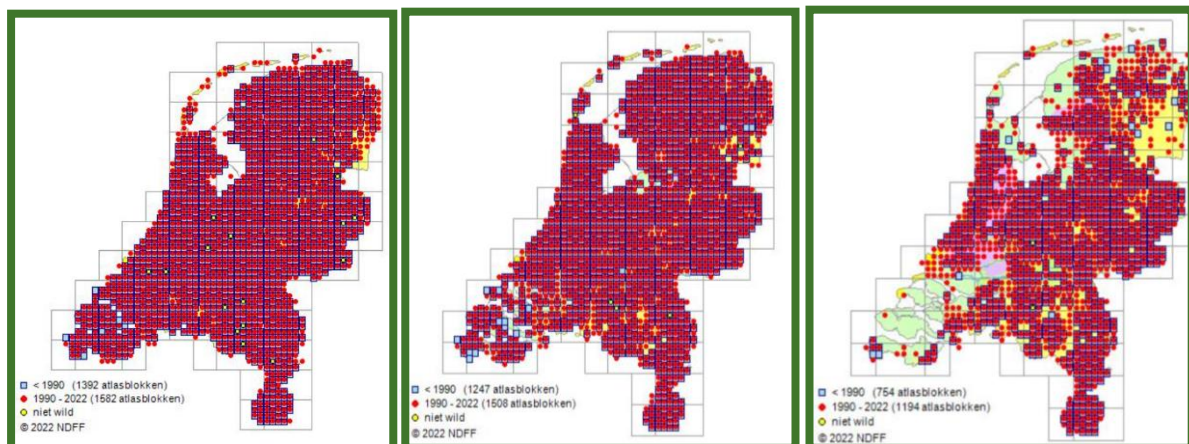 < 1990 (1392 atlasblokken)
1990 - 2022 (1582 atlasblokken)
niet wild
© 2022 NDFF
< 1990 (1247 atlasblokken)
1990 - 2022 (1508 atlasblokken)
niet wild
© 2022 NDFF
< 1990 (754 atlasblokken)
1990 - 2022 (1194 atlasblokken)
niet wild
© 2022 NDFF